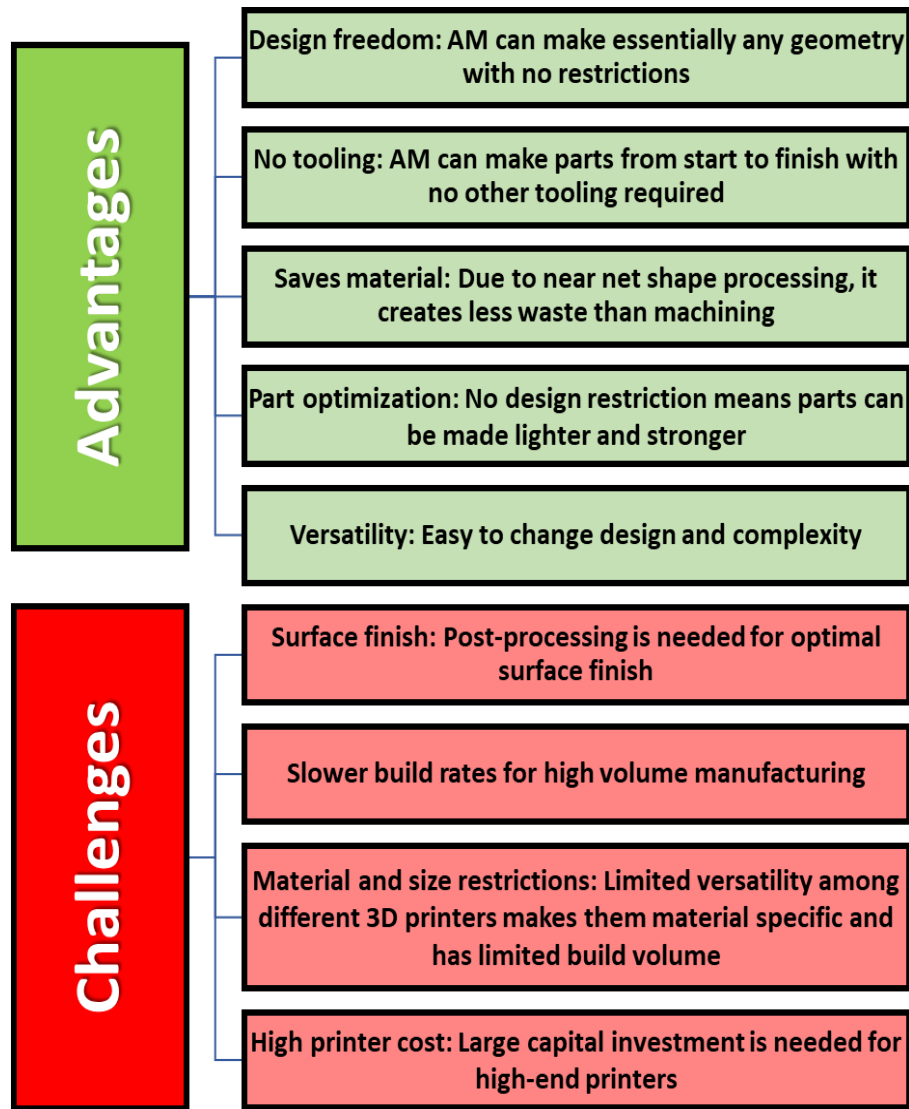 Advantages
Design freedom: AM can make essentially any geometry
with no restrictions
No tooling: AM can make parts from start to finish with
no other tooling required
Saves material: Due to near net shape processing, it
creates less waste than machining
Part optimization: No design restriction means parts can
be made lighter and stronger
Versatility: Easy to change design and complexity
Challenges
Surface finish: Post-processing is needed for optimal
surface finish
Slower build rates for high volume manufacturing
Material and size restrictions: Limited versatility among
different 3D printers makes them material specific and
has limited build volume
High printer cost: Large capital investment is needed for
high-end printers